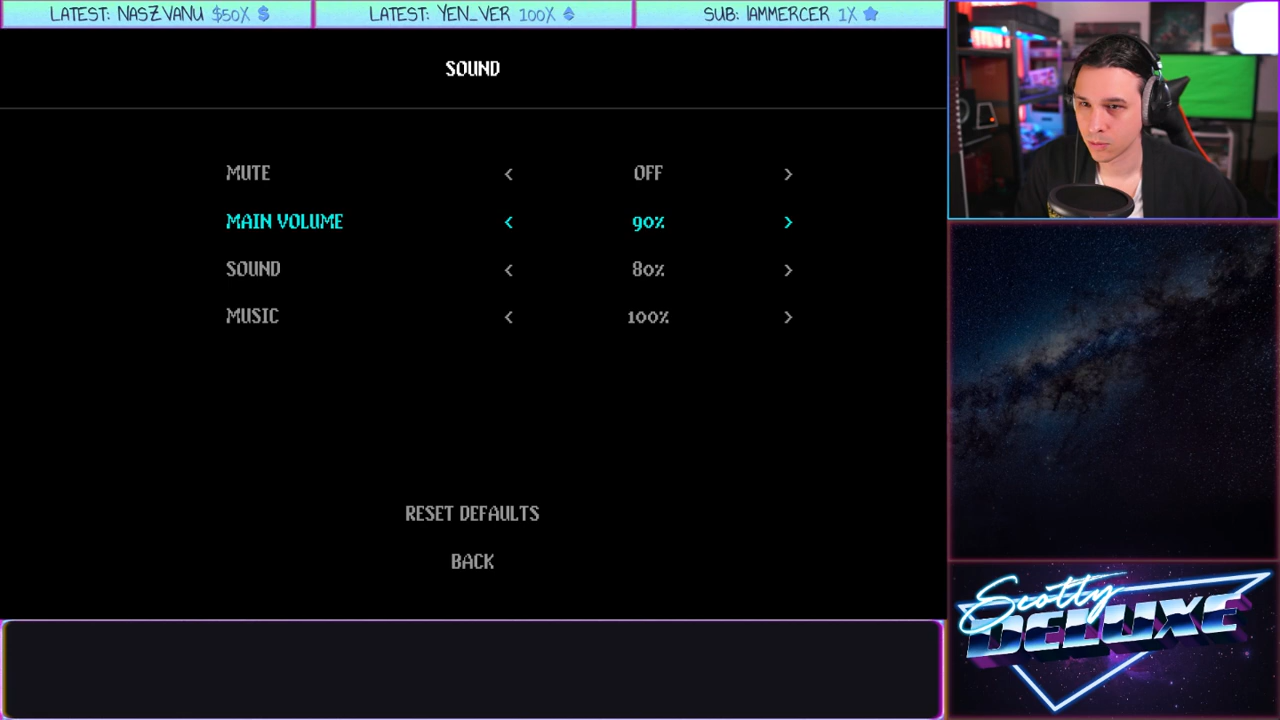 LATEST: NASZVANU $50X $
LATEST: YEN_VER 100X
SUB: IAMMERCER 1X
SOUND
MUTE < OFF >
MAIN VOLUME < 90% >
SOUND < 80% >
MUSIC < 100% >
RESET DEFAULTS
BACK
Scotty
DELUXE